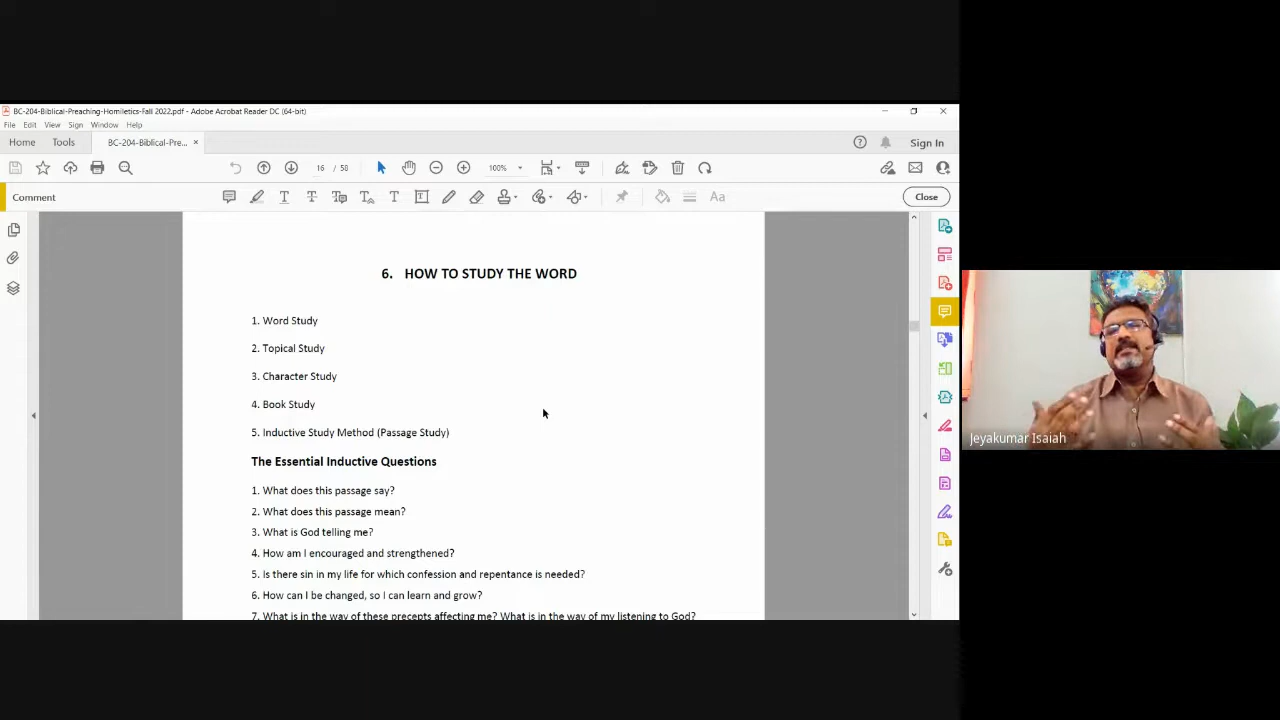 BC-204-Biblical-Preaching-Homiletics-Fall 2022.pdf - Adobe Acrobat Reader DC (64-bit)
File Edit View Sign Window Help
Home Tools BC-204-Biblical-Pre... × Sign In
16 / 58 100%
Comment Aa Close
6. HOW TO STUDY THE WORD
1. Word Study
2. Topical Study
3. Character Study
4. Book Study
5. Inductive Study Method (Passage Study)
The Essential Inductive Questions
1. What does this passage say?
2. What does this passage mean?
3. What is God telling me?
4. How am I encouraged and strengthened?
5. Is there sin in my life for which confession and repentance is needed?
6. How can I be changed, so I can learn and grow?
7. What is in the way of these precepts affecting me? What is in the way of my listening to God?
Jeyakumar Isaiah